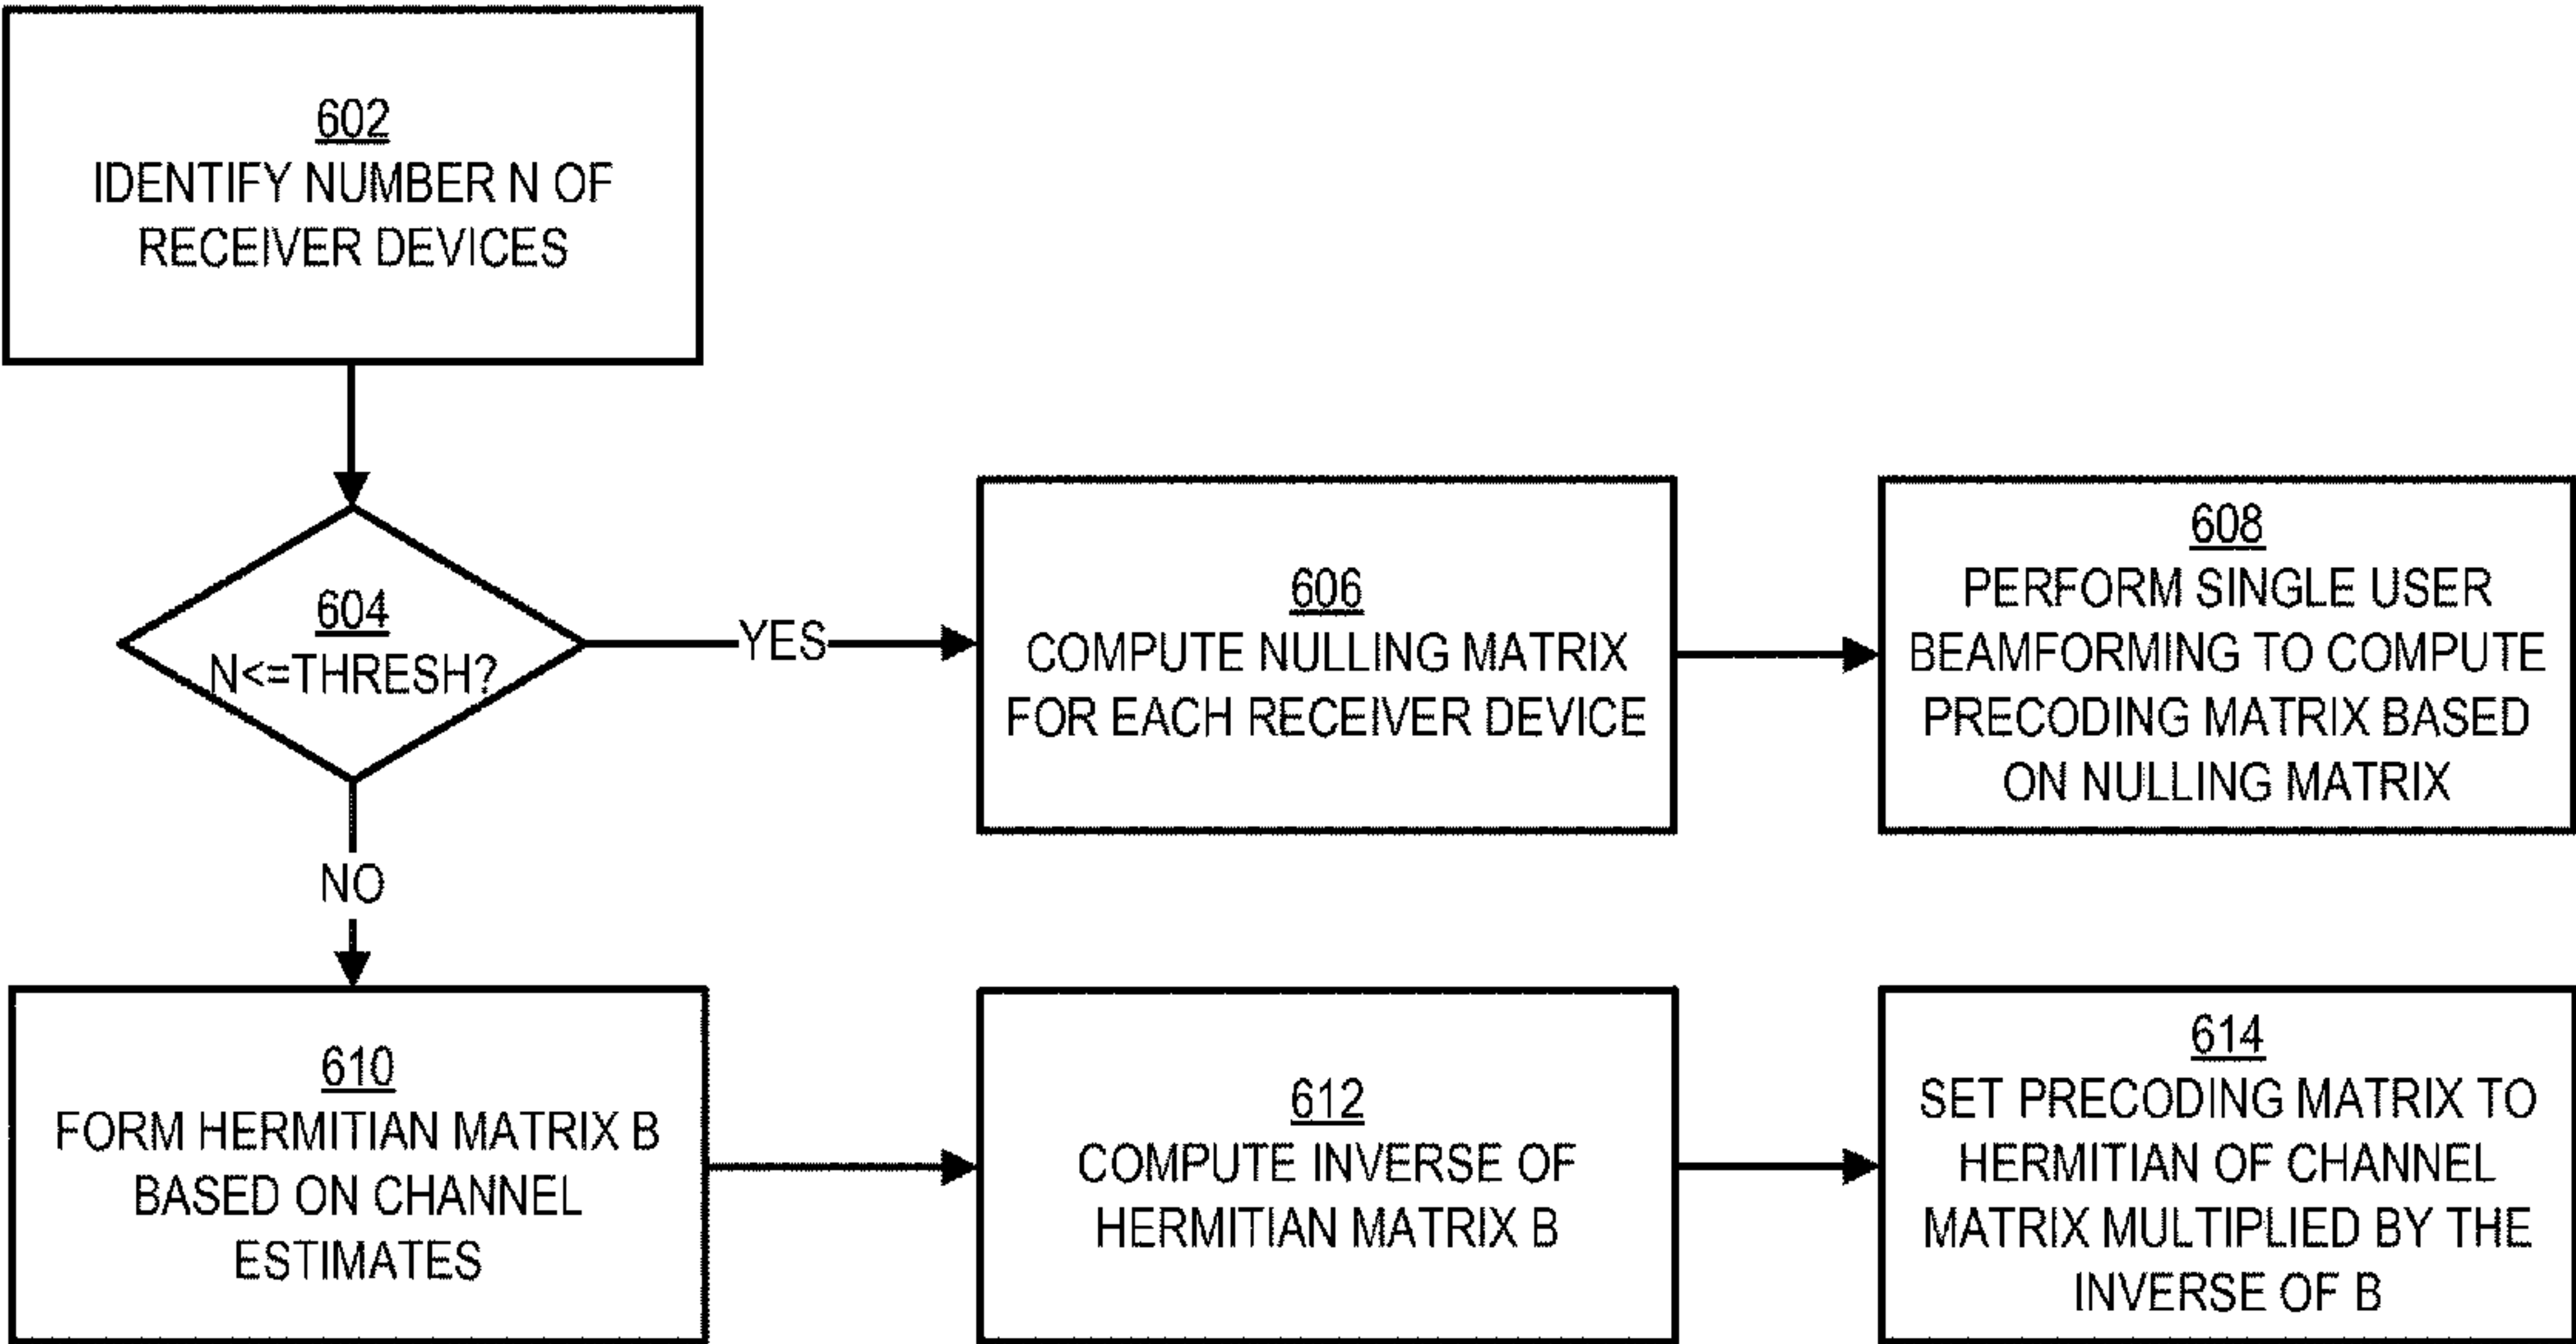 602
IDENTIFY NUMBER N OF
RECEIVER DEVICES
604
N<=THRESH?
YES
606
COMPUTE NULLING MATRIX
FOR EACH RECEIVER DEVICE
608
PERFORM SINGLE USER
BEAMFORMING TO COMPUTE
PRECODING MATRIX BASED
ON NULLING MATRIX
NO
610
FORM HERMITIAN MATRIX B
BASED ON CHANNEL
ESTIMATES
612
COMPUTE INVERSE OF
HERMITIAN MATRIX B
614
SET PRECODING MATRIX TO
HERMITIAN OF CHANNEL
MATRIX MULTIPLIED BY THE
INVERSE OF B